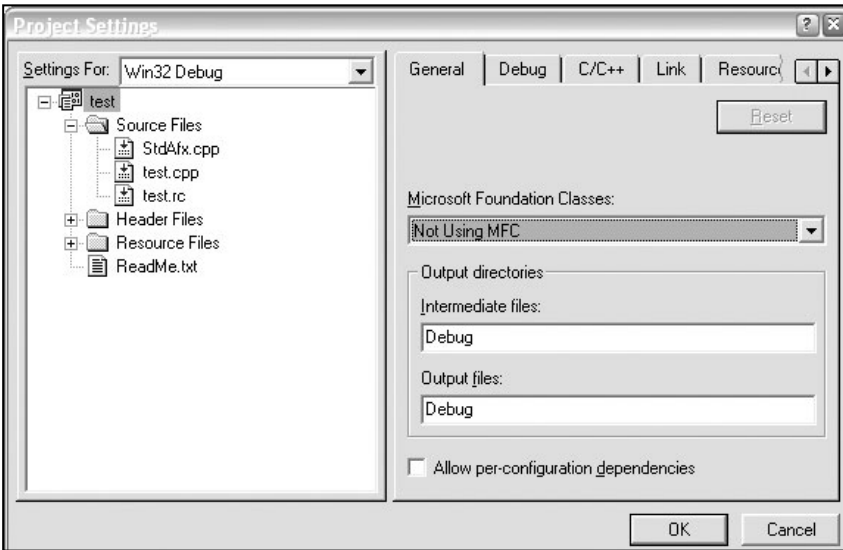 Project Settings
Settings For: Win32 Debug
test
Source Files
StdAfx.cpp
test.cpp
test.rc
Header Files
Resource Files
ReadMe.txt
General Debug C/C++ Link Resourc
Reset
Microsoft Foundation Classes:
Not Using MFC
Output directories
Intermediate files:
Debug
Output files:
Debug
Allow per-configuration dependencies
OK Cancel